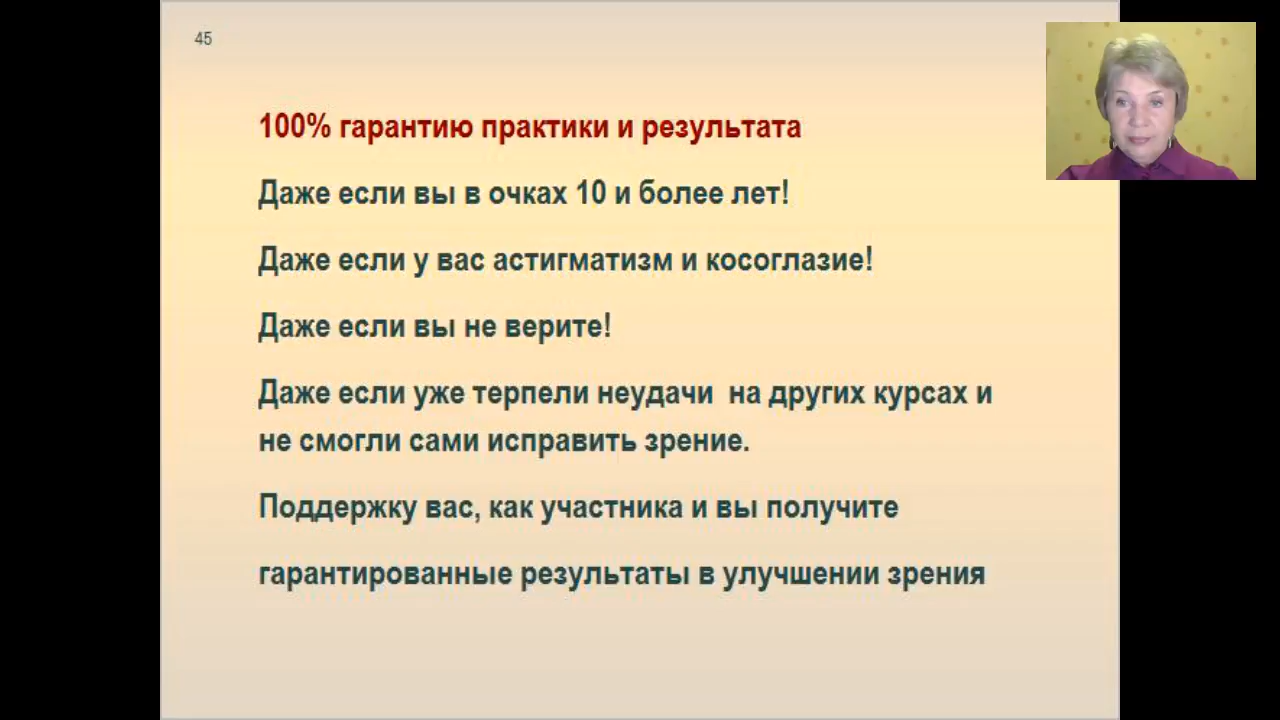 45
100% гарантию практики и результата
Даже если вы в очках 10 и более лет!
Даже если у вас астигматизм и косоглазие!
Даже если вы не верите!
Даже если уже терпели неудачи на других курсах и
не смогли сами исправить зрение.
Поддержку вас, как участника и вы получите
гарантированные результаты в улучшении зрения